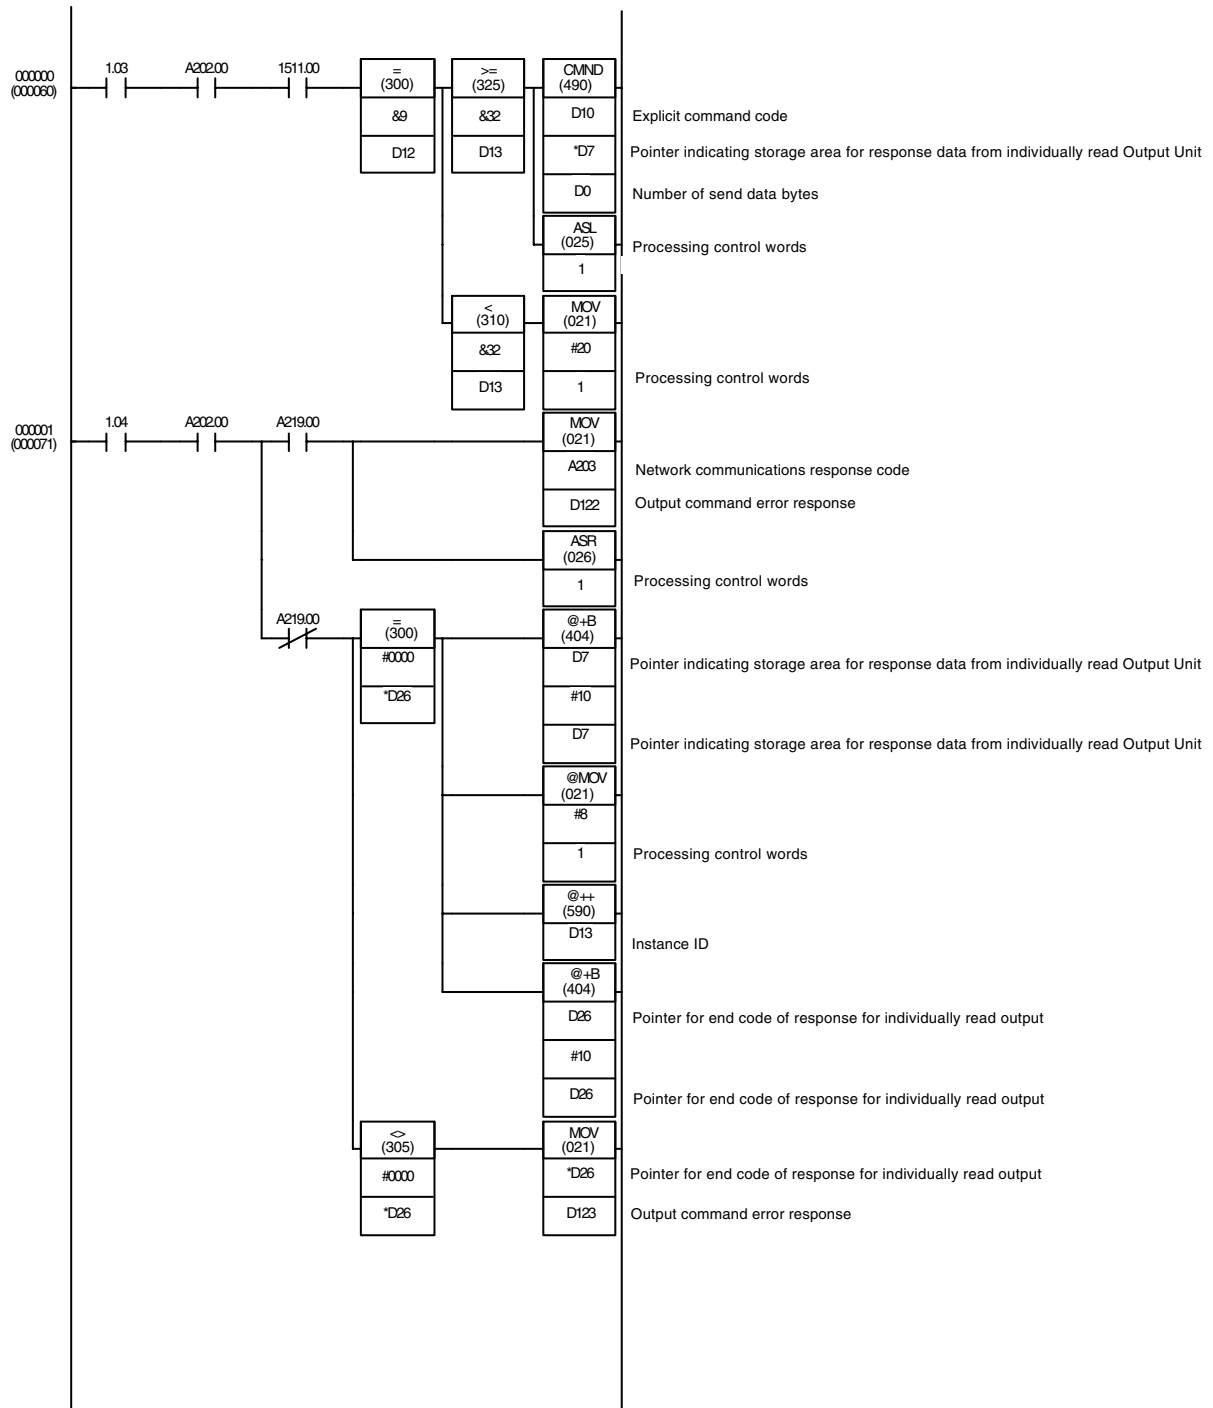 000000
(000060)
1.03
A202.00
1511.00
=
(300)
&9
D12
>=
(325)
&32
D13
CMND
(490)
D10
Explicit command code
*D7
Pointer indicating storage area for response data from individually read Output Unit
D0
Number of send data bytes
ASL
(025)
Processing control words
1
<
(310)
&32
D13
MOV
(021)
#20
1
Processing control words
000001
(000071)
1.04
A202.00
A219.00
MOV
(021)
A203
Network communications response code
D122
Output command error response
ASR
(026)
1
Processing control words
A219.00
=
(300)
#0000
*D26
@+B
(404)
D7
Pointer indicating storage area for response data from individually read Output Unit
#10
D7
Pointer indicating storage area for response data from individually read Output Unit
@MOV
(021)
#8
1
Processing control words
@++
(590)
D13
Instance ID
@+B
(404)
D26
Pointer for end code of response for individually read output
#10
D26
Pointer for end code of response for individually read output
<>
(305)
#0000
*D26
MOV
(021)
*D26
Pointer for end code of response for individually read output
D123
Output command error response